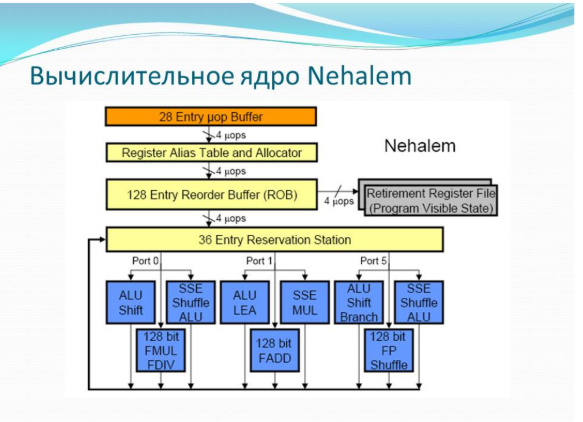 Вычислительное ядро Nehalem
28 Entry µop Buffer
4 µops
Register Alias Table and Allocator
Nehalem
4 µops
128 Entry Reorder Buffer (ROB)
4 µops
Retirement Register File
(Program Visible State)
4 µops
36 Entry Reservation Station
Port 0
Port 1
Port 5
ALU
Shift
SSE
Shuffle
ALU
ALU
LEA
SSE
MUL
ALU
Shift
Branch
SSE
Shuffle
ALU
128 bit
FMUL
FDIV
128 bit
FADD
128 bit
FP
Shuffle